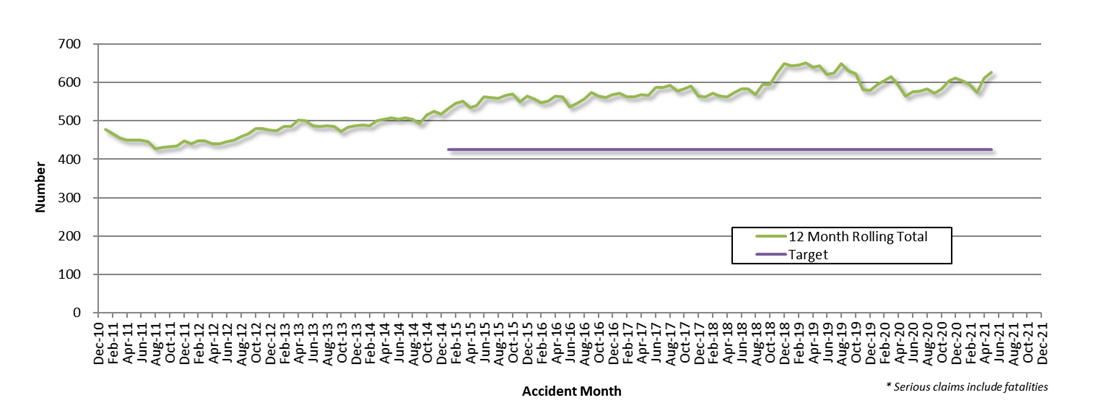 700
600
500
400
300
200
100
0
Number
12 Month Rolling Total
Target
Dec-10
Feb-11
Apr-11
Jun-11
Aug-11
Oct-11
Dec-11
Feb-12
Apr-12
Jun-12
Aug-12
Oct-12
Dec-12
Feb-13
Apr-13
Jun-13
Aug-13
Oct-13
Dec-13
Feb-14
Apr-14
Jun-14
Aug-14
Oct-14
Dec-14
Feb-15
Apr-15
Jun-15
Aug-15
Oct-15
Dec-15
Feb-16
Apr-16
Jun-16
Aug-16
Oct-16
Dec-16
Feb-17
Apr-17
Jun-17
Aug-17
Oct-17
Dec-17
Feb-18
Apr-18
Jun-18
Aug-18
Oct-18
Dec-18
Feb-19
Apr-19
Jun-19
Aug-19
Oct-19
Dec-19
Feb-20
Apr-20
Jun-20
Aug-20
Oct-20
Dec-20
Feb-21
Apr-21
Jun-21
Aug-21
Oct-21
Dec-21
Accident Month
* Serious claims include fatalities